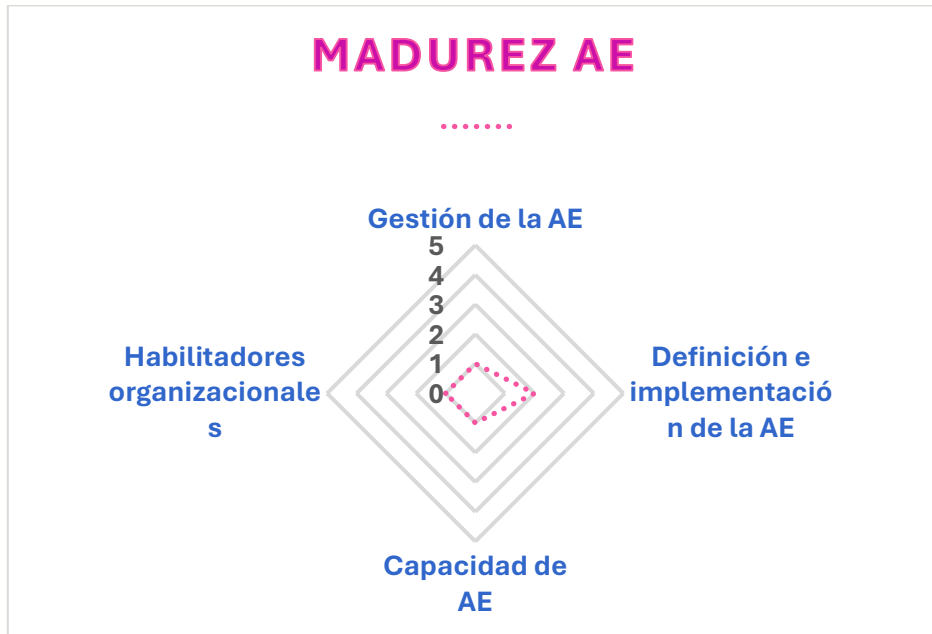 MADUREZ AE
Gestión de la AE
5
4
3
2
1
0
Habilitadores
organizacionale
s
Definición e
implementació
n de la AE
Capacidad de
AE